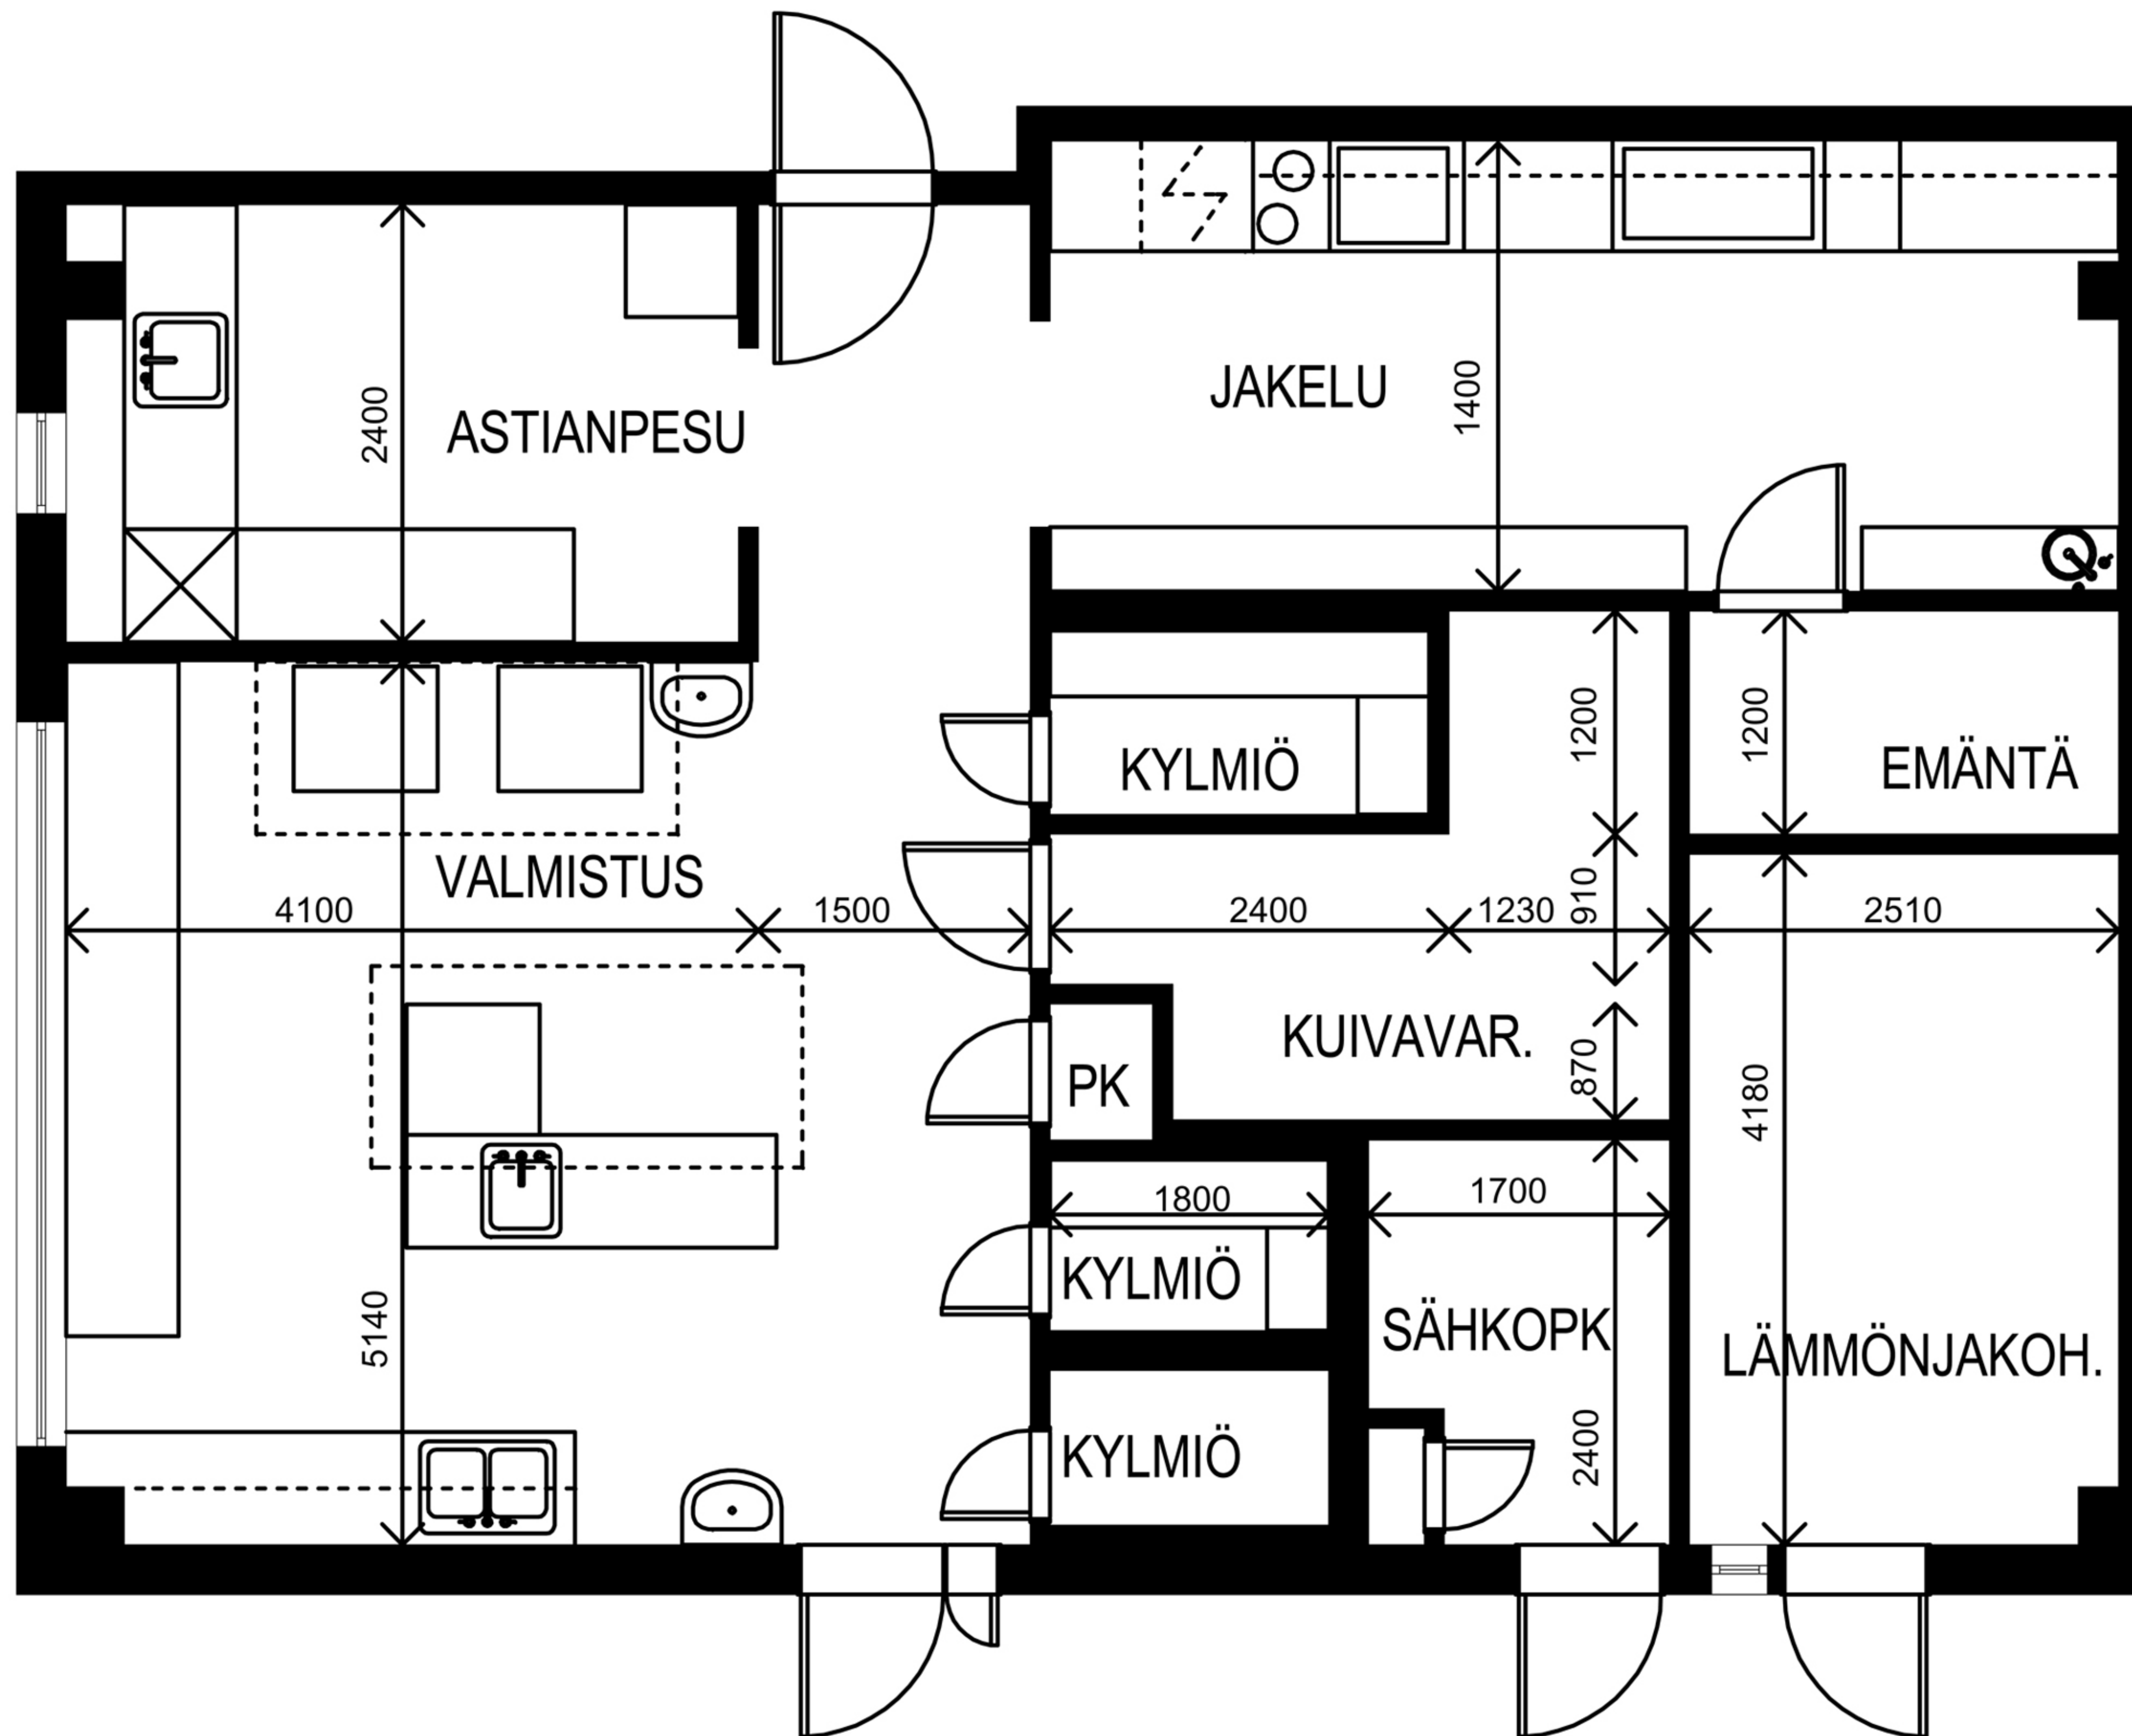 JAKELU
1400
2400
ASTIANPESU
1200
1200
KYLMIÖ
EMÄNTÄ
VALMISTUS
910
4100
1500
2400
1230
2510
KUIVAVAR.
870
PK
4180
1800
1700
KYLMIÖ
SÄHKOPK
5140
LÄMMÖNJAKOH.
2400
KYLMIÖ